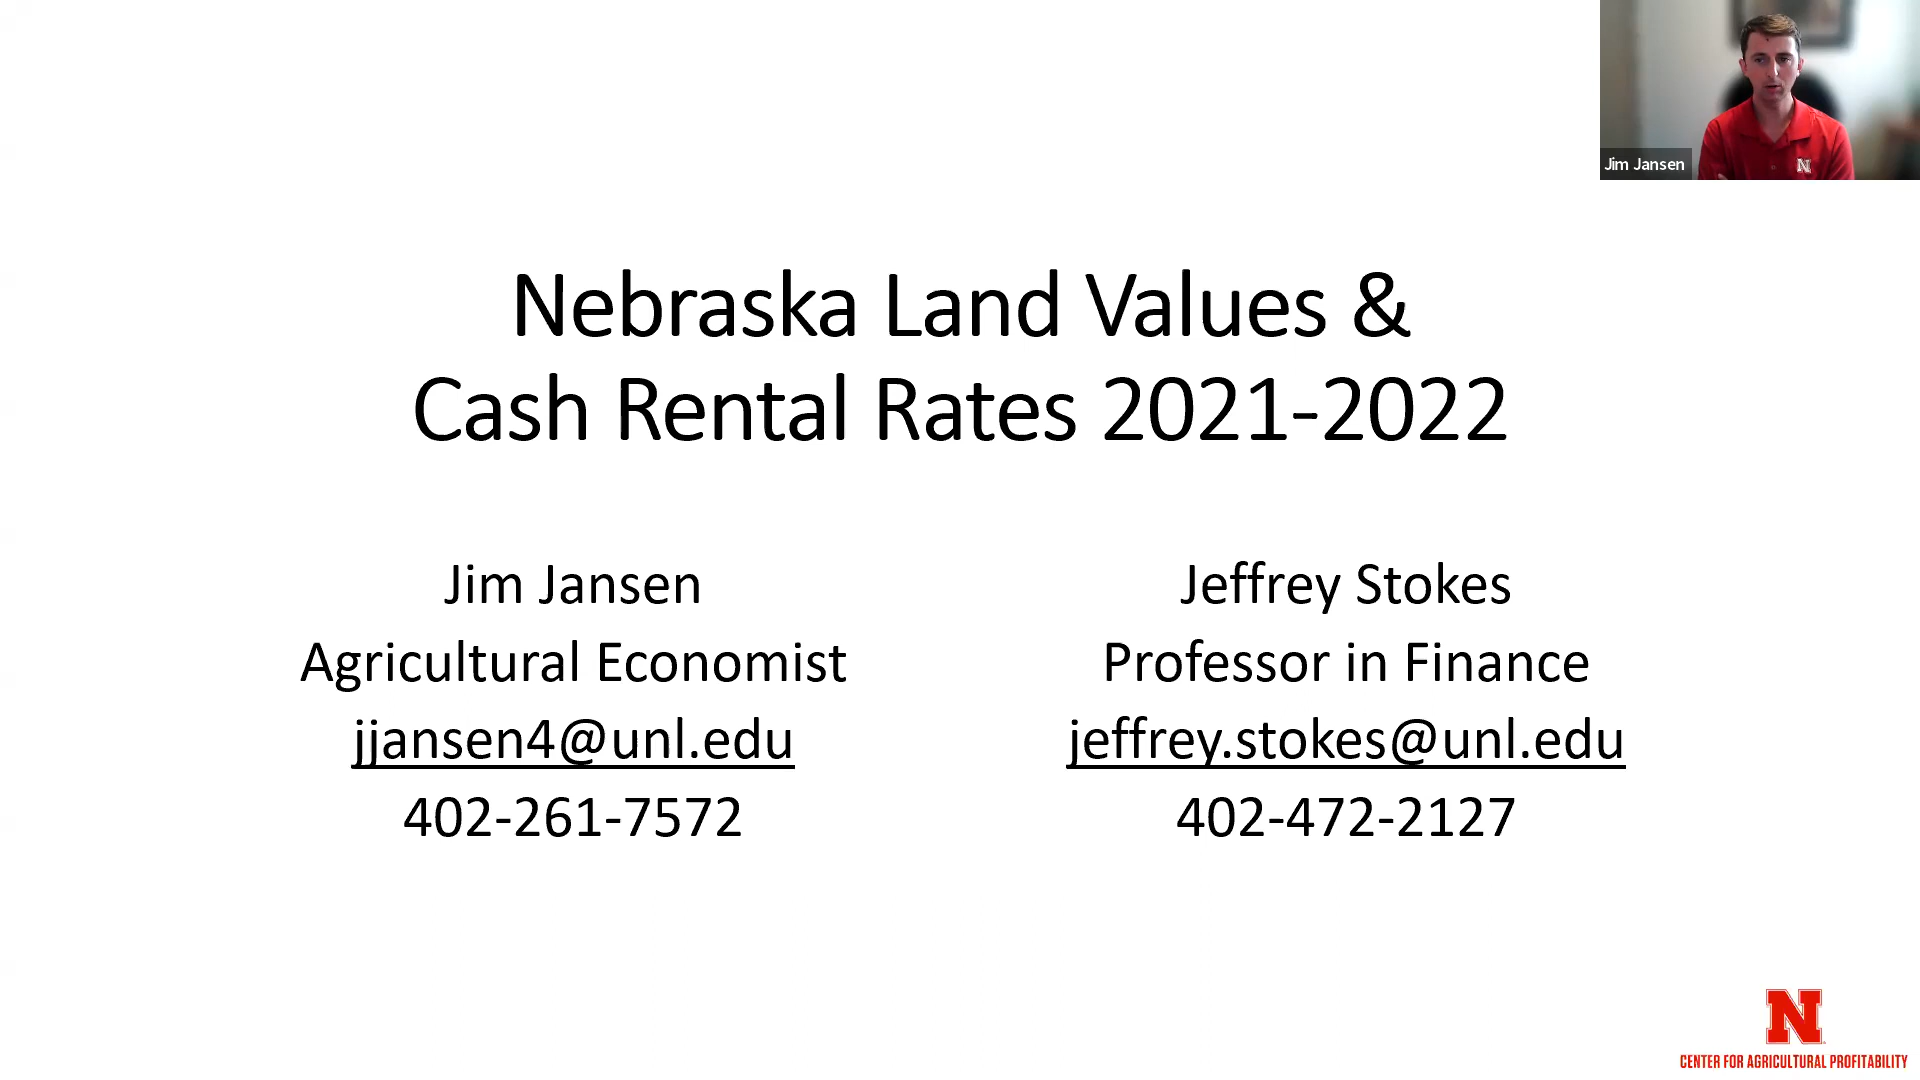 Jim Jansen
N
Nebraska Land Values &
Cash Rental Rates 2021-2022
Jim Jansen
Agricultural Economist
jjansen4@unl.edu
402-261-7572
Jeffrey Stokes
Professor in Finance
jeffrey.stokes@unl.edu
402-472-2127
N
CENTER FOR AGRICULTURAL PROFITABILITY